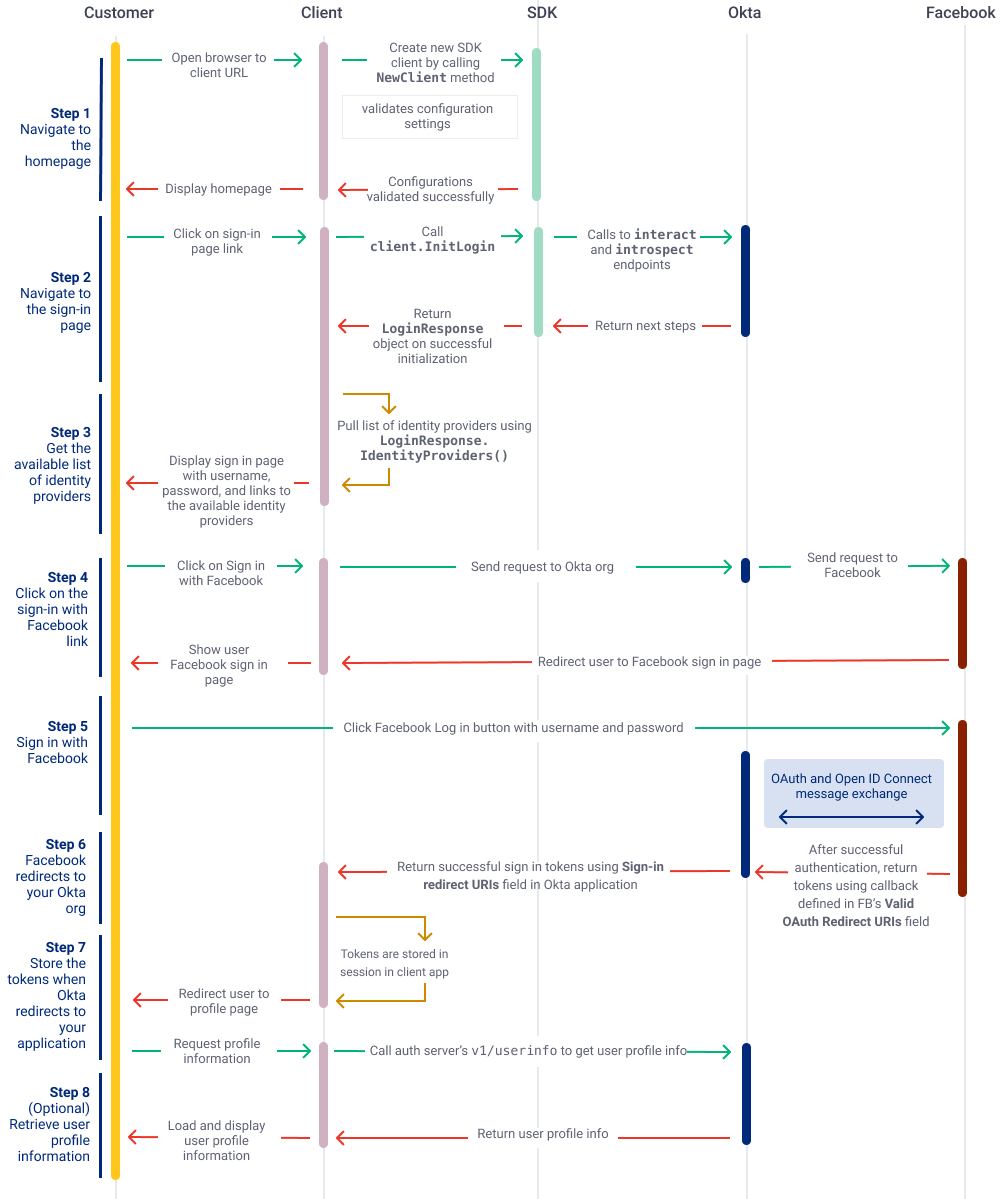 Customer
Client
SDK
Okta
Facebook
Step 1
Navigate to
the
homepage
Open browser to
client URL
Create new SDK
client by calling
NewClient method
validates configuration
settings
Display homepage
Configurations
validated successfully
Step 2
Navigate to
the sign-in
page
Click on sign-in
page link
Call
client.InitLogin
Calls to interact
and introspect
endpoints
Return
LoginResponse
object on successful
initialization
Return next steps
Step 3
Get the
available list
of identity
providers
Pull list of identity providers using
LoginResponse.
IdentityProviders()
Display sign in page
with username,
password, and links to
the available identity
providers
Step 4
Click on the
sign-in with
Facebook
link
Click on Sign in
with Facebook
Send request to Okta org
Send request to
Facebook
Show user
Facebook sign in
page
Redirect user to Facebook sign in page
Step 5
Sign in with
Facebook
Click Facebook Log in button with username and password
OAuth and Open ID Connect
message exchange
Step 6
Facebook
redirects to
your Okta
org
Return successful sign in tokens using Sign-in
redirect URIs field in Okta application
After successful
authentication, return
tokens using callback
defined in FB's Valid
OAuth Redirect URIs field
Step 7
Store the
tokens when
Okta
redirects to
your
application
Tokens are stored in
session in client app
Redirect user to
profile page
Request profile
information
Call auth server's v1/userinfo to get user profile info
Step 8
(Optional)
Retrieve user
profile
information
Load and display
user profile
information
Return user profile info